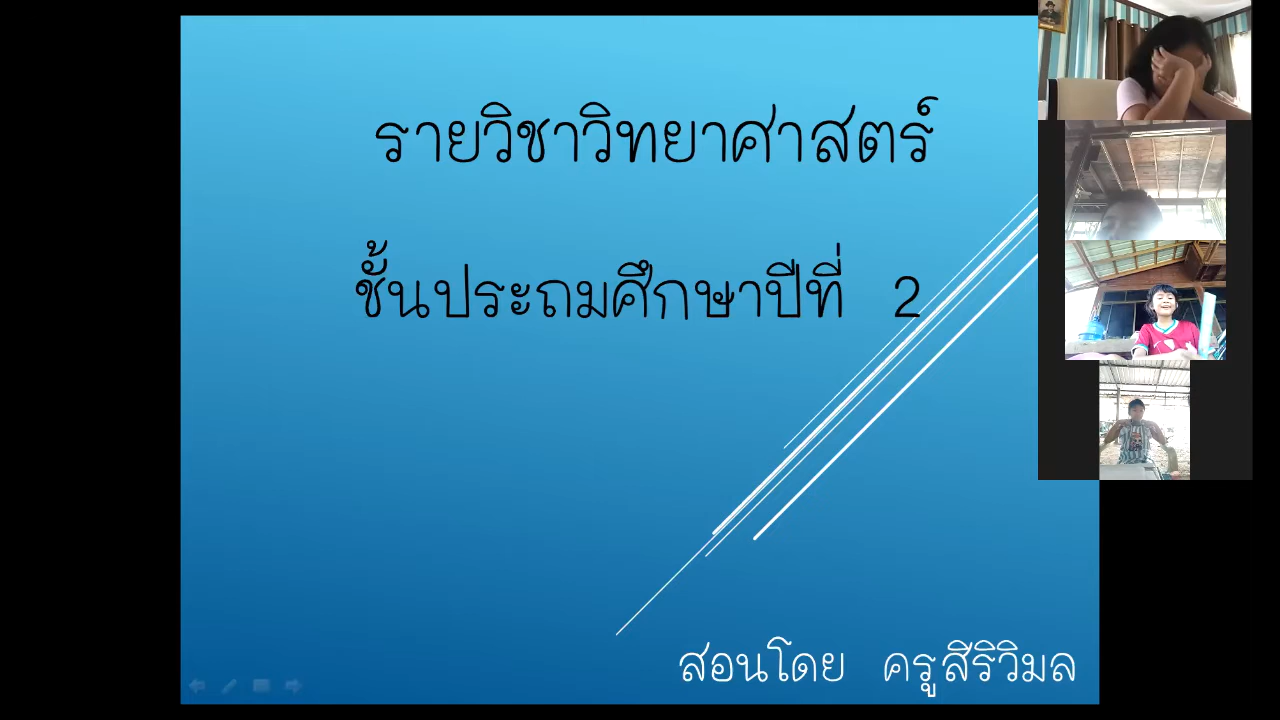 รายวิชาวิทยาศาสตร์
ชั้นประถมศึกษาปีที่ 2
สอนโดย ครูสิริวิมล